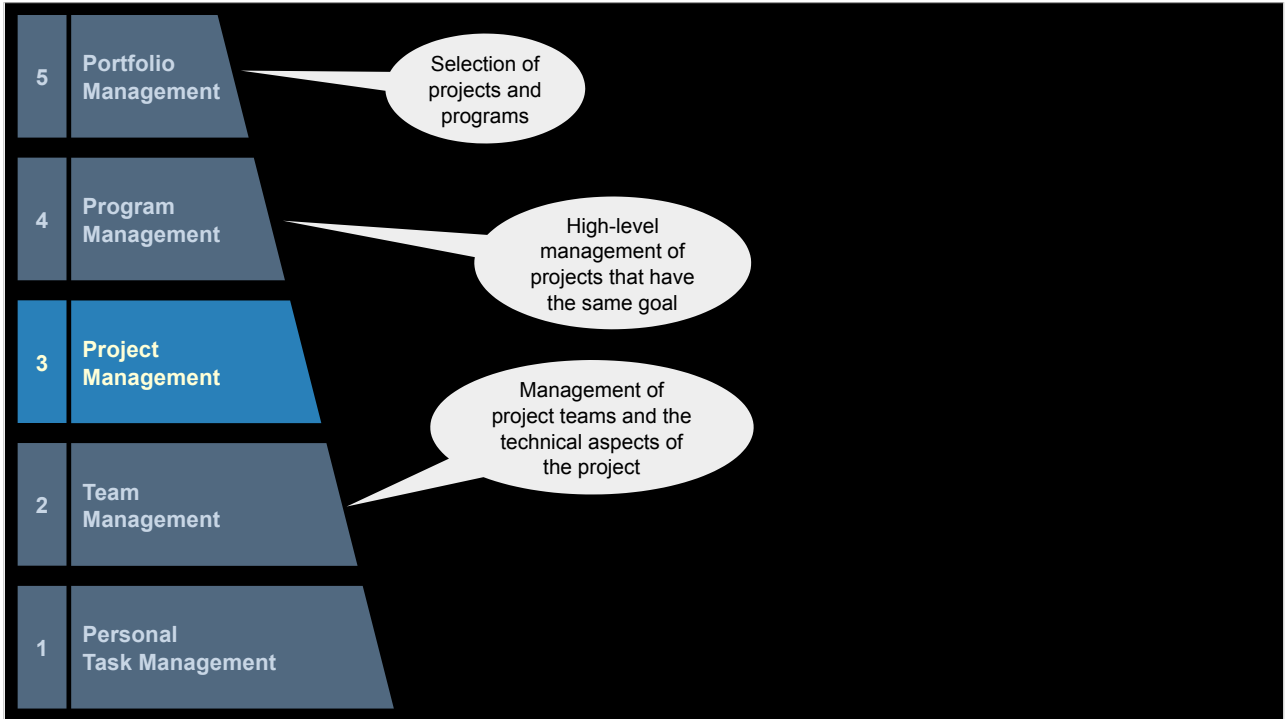 5
Portfolio
Management
Selection of
projects and
programs
4
Program
Management
High-level
management of
projects that have
the same goal
3
Project
Management
Management of
project teams and the
technical aspects of
the project
2
Team
Management
1
Personal
Task Management